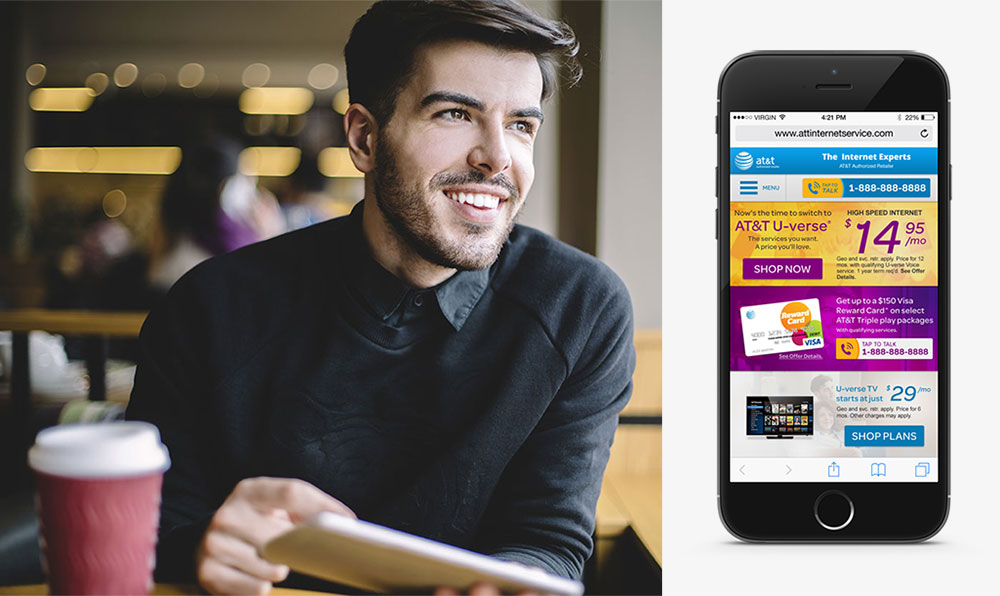 VIRGIN 4:21 PM 22%
www.attinternetservice.com
at&t The Internet Experts
AT&T Authorized Retailer
MENU TAP TO TALK 1-888-888-8888
Now's the time to switch to
AT&T U-verse®
The services you want.
A price you'll love.
SHOP NOW
HIGH SPEED INTERNET
$14.95/mo
Geo and svc. restr. apply. Price for 12
mos. with qualifying U-verse Voice
service. 1 year term req'd. See Offer
Details.
Reward
Card
DEBIT
VISA
See Offer Details.
Get up to a $150 Visa
Reward Card™ on select
AT&T Triple play packages
With qualifying services.
TAP TO TALK
1-888-888-8888
U-verse TV
starts at just $29/mo
Geo and svc. restr. apply. Price for 6
mos. Other charges may apply.
SHOP PLANS